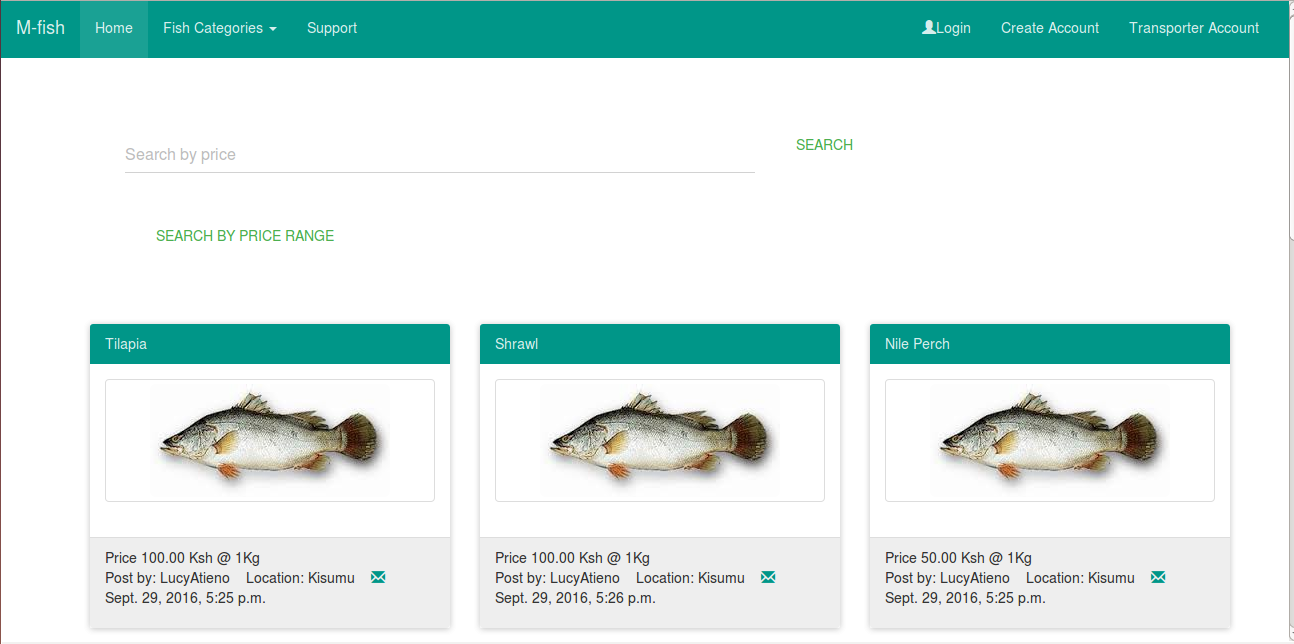 M-fish Home Fish Categories Support Login Create Account Transporter Account
Search by price SEARCH
SEARCH BY PRICE RANGE
Tilapia
Price 100.00 Ksh @ 1Kg
Post by: LucyAtieno Location: Kisumu
Sept. 29, 2016, 5:25 p.m.
Shrawl
Price 100.00 Ksh @ 1Kg
Post by: LucyAtieno Location: Kisumu
Sept. 29, 2016, 5:26 p.m.
Nile Perch
Price 50.00 Ksh @ 1Kg
Post by: LucyAtieno Location: Kisumu
Sept. 29, 2016, 5:25 p.m.